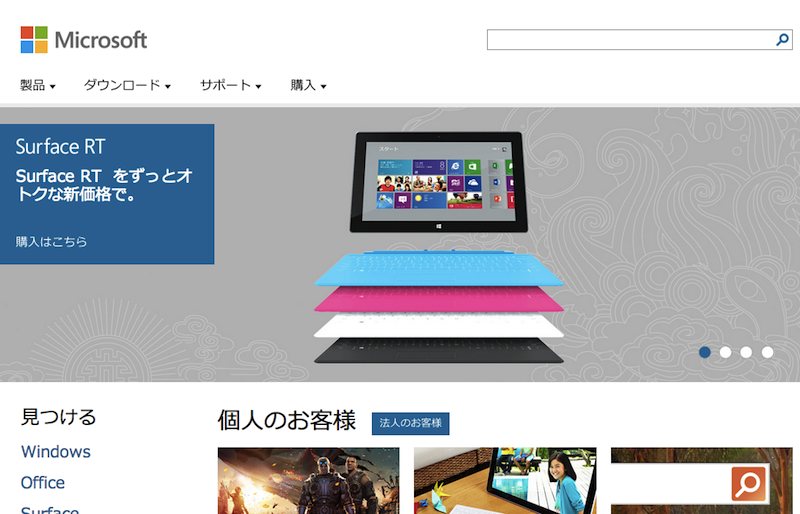 Microsoft
製品
ダウンロード
サポート
購入
Surface RT
Surface RT をずっとオ
トクな新価格で。
購入はこちら
スタート
見つける
個人のお客様
法人のお客様
Windows
Office
Surface